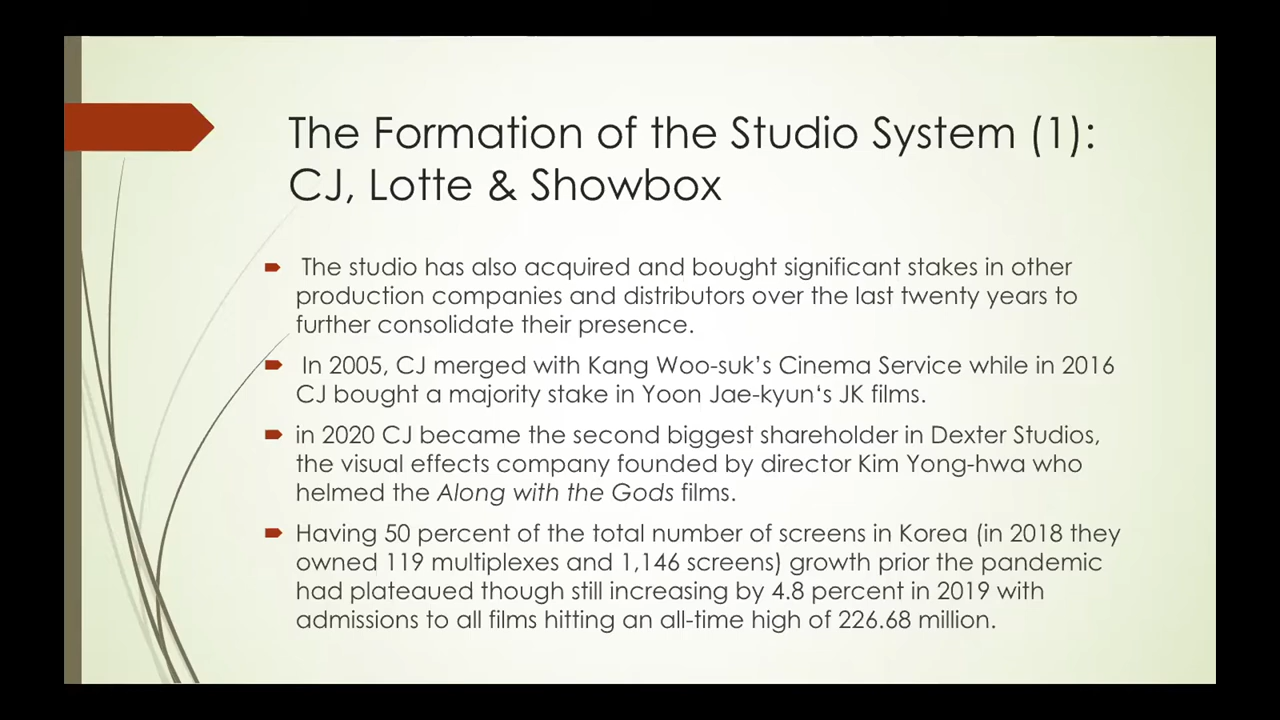 The Formation of the Studio System (1):
CJ, Lotte & Showbox
The studio has also acquired and bought significant stakes in other
production companies and distributors over the last twenty years to
further consolidate their presence.
In 2005, CJ merged with Kang Woo-suk’s Cinema Service while in 2016
CJ bought a majority stake in Yoon Jae-kyun‘s JK films.
in 2020 CJ became the second biggest shareholder in Dexter Studios,
the visual effects company founded by director Kim Yong-hwa who
helmed the Along with the Gods films.
Having 50 percent of the total number of screens in Korea (in 2018 they
owned 119 multiplexes and 1,146 screens) growth prior the pandemic
had plateaued though still increasing by 4.8 percent in 2019 with
admissions to all films hitting an all-time high of 226.68 million.